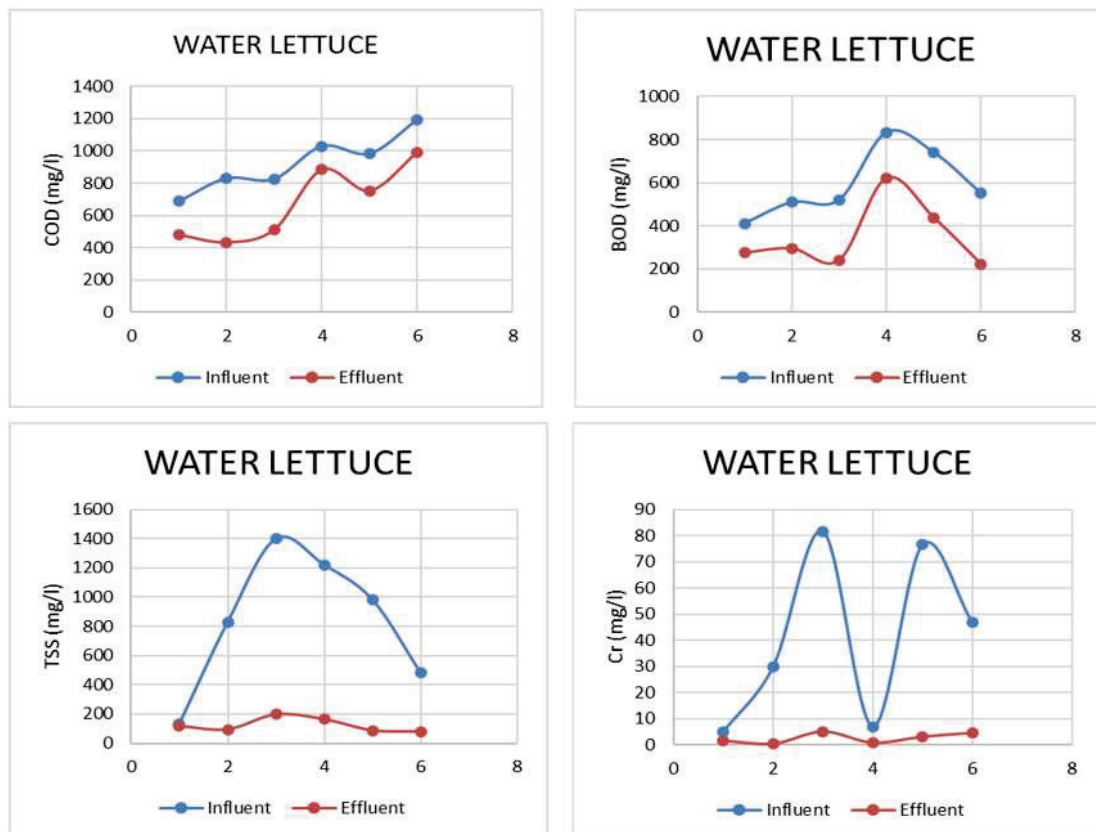 WATER LETTUCE
COD (mg/l)
1400
1200
1000
800
600
400
200
0
0 2 4 6 8
Influent Effluent
WATER LETTUCE
BOD (mg/l)
1000
800
600
400
200
0
0 2 4 6 8
Influent Effluent
WATER LETTUCE
TSS (mg/l)
1600
1400
1200
1000
800
600
400
200
0
0 2 4 6 8
Influent Effluent
WATER LETTUCE
Cr (mg/l)
90
80
70
60
50
40
30
20
10
0
0 2 4 6 8
Influent Effluent